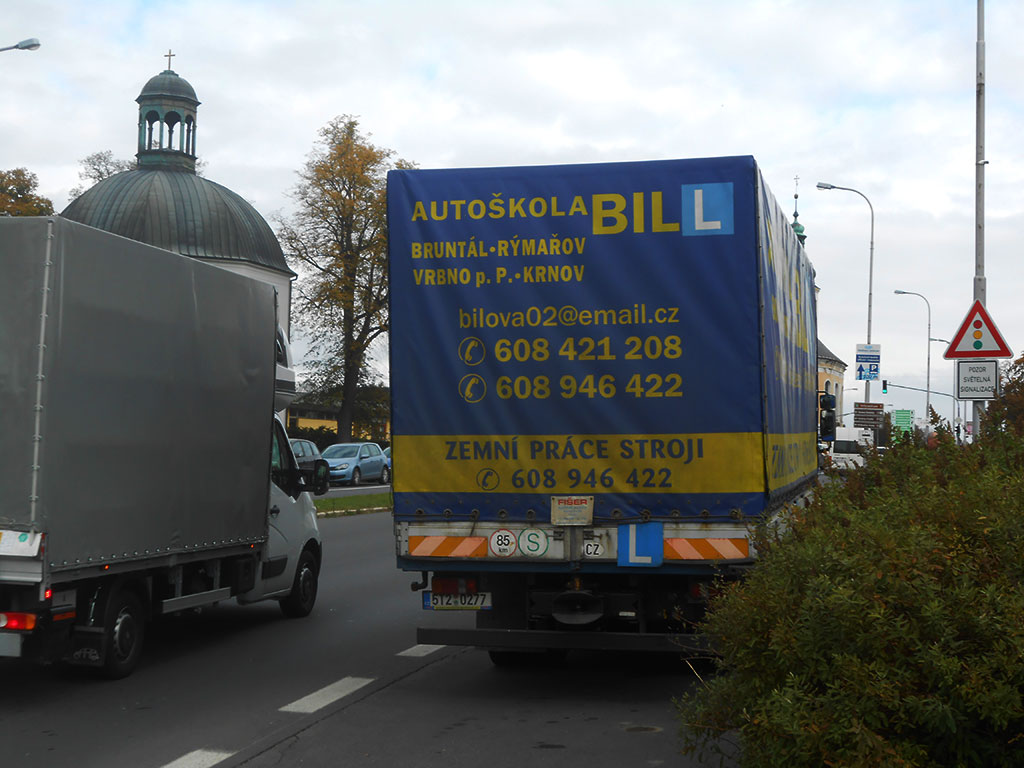 AUTOŠKOLA BILL L
BRUNTÁL•RÝMAŘOV
VRBNO p. P.•KRNOV
bilova02@email.cz
608 421 208
608 946 422
ZEMNÍ PRÁCE STROJI
608 946 422
FIŠER
85
km
S
CZ
L
5T2 0277
P
POZOR
SVĚTELNÁ
SIGNALIZACE